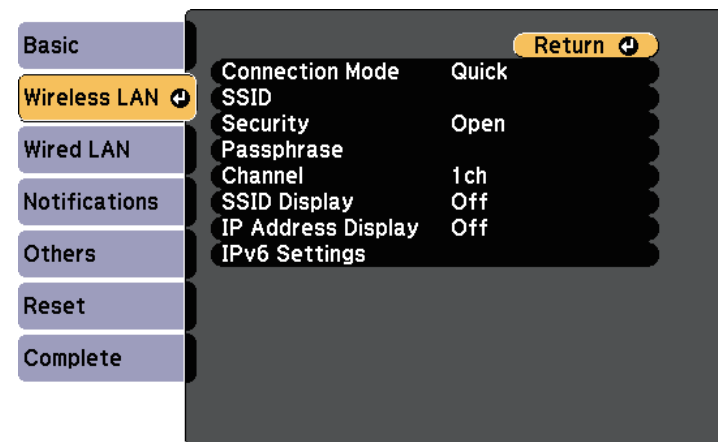 Basic
Wireless LAN
Wired LAN
Notifications
Others
Reset
Complete
Return
Connection Mode Quick
SSID
Security Open
Passphrase
Channel 1ch
SSID Display Off
IP Address Display Off
IPv6 Settings